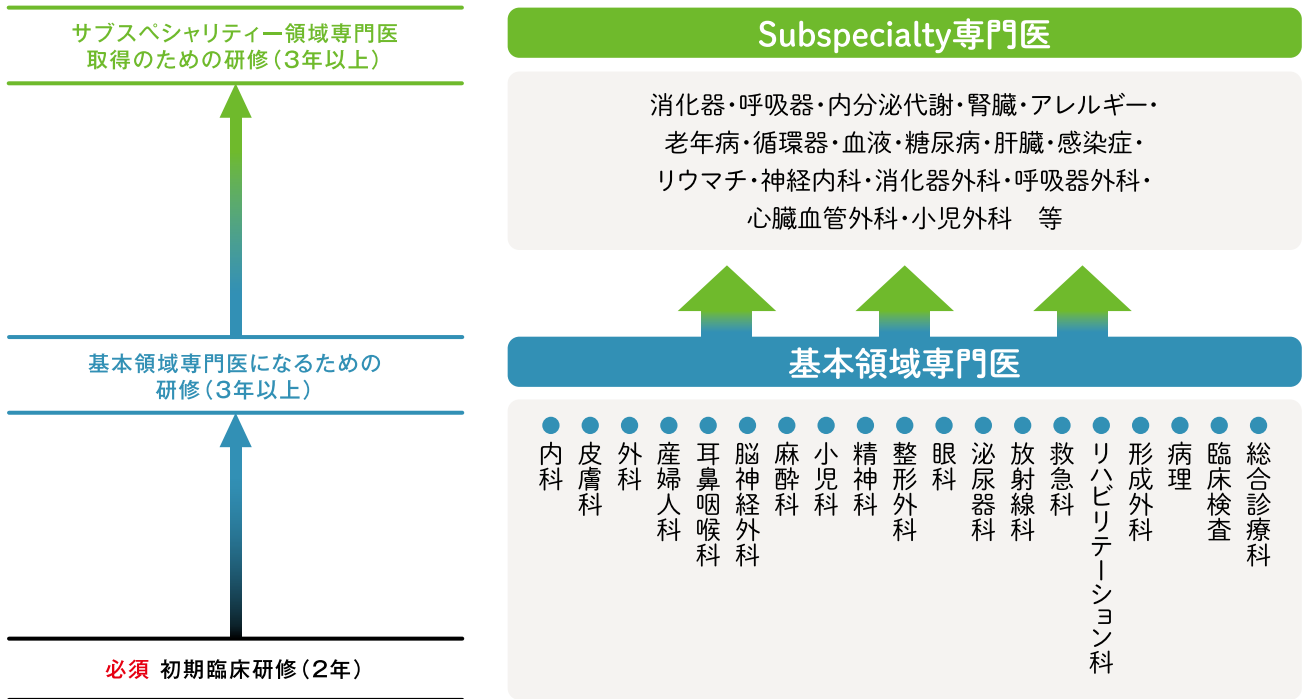 サブスペシャリティー領域専門医
取得のための研修(3年以上)
Subspecialty専門医
消化器・呼吸器・内分泌代謝・腎臓・アレルギー・
老年病・循環器・血液・糖尿病・肝臓・感染症・
リウマチ・神経内科・消化器外科・呼吸器外科・
心臓血管外科・小児外科　等
基本領域専門医になるための
研修(3年以上)
基本領域専門医
内科
皮膚科
外科
産婦人科
耳鼻咽喉科
脳神経外科
麻酔科
小児科
精神科
整形外科
眼科
泌尿器科
放射線科
救急科
リハビリテーション科
形成外科
病理
臨床検査
総合診療科
必須 初期臨床研修(2年)